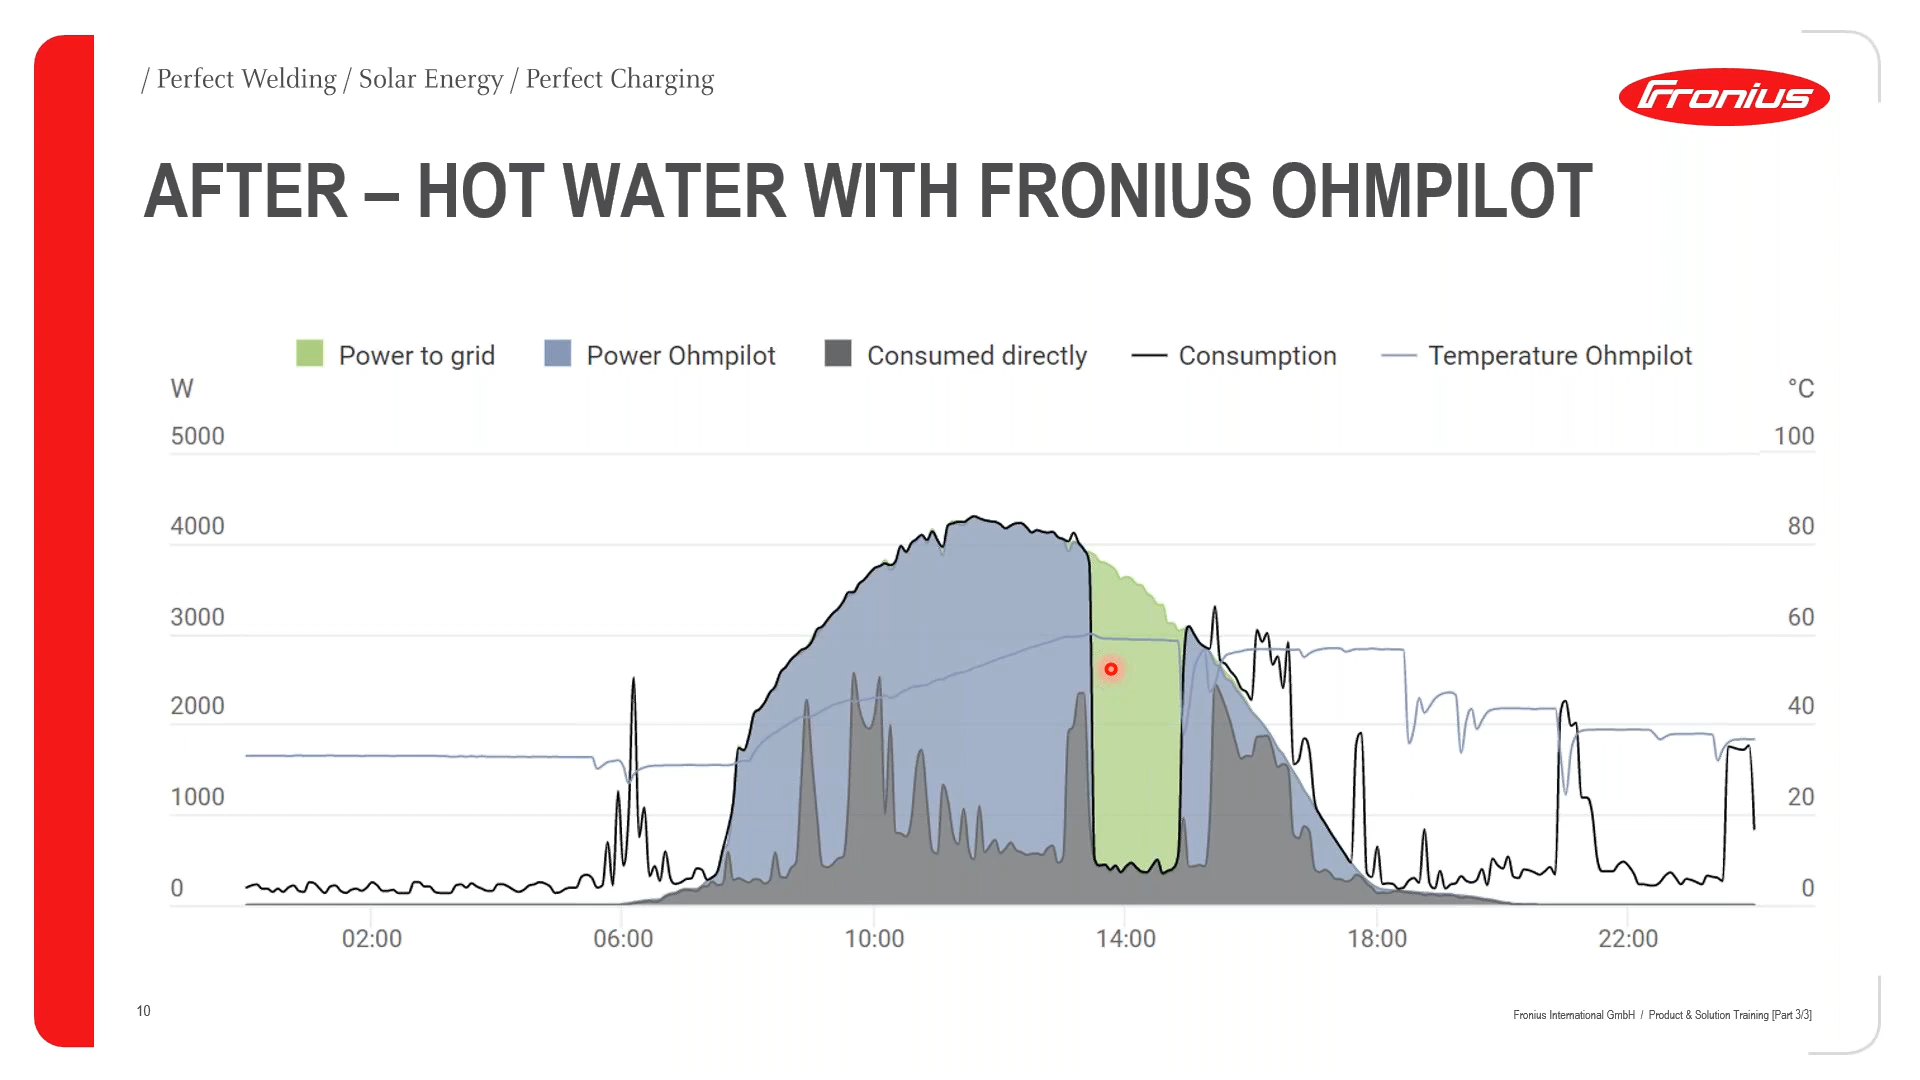 / Perfect Welding / Solar Energy / Perfect Charging
Fronius
AFTER – HOT WATER WITH FRONIUS OHMPILOT
Power to grid Power Ohmpilot Consumed directly Consumption Temperature Ohmpilot
W °C
5000 100
4000 80
3000 60
2000 40
1000 20
0 0
02:00 06:00 10:00 14:00 18:00 22:00
10
Fronius International GmbH / Product & Solution Training [Part 3/3]